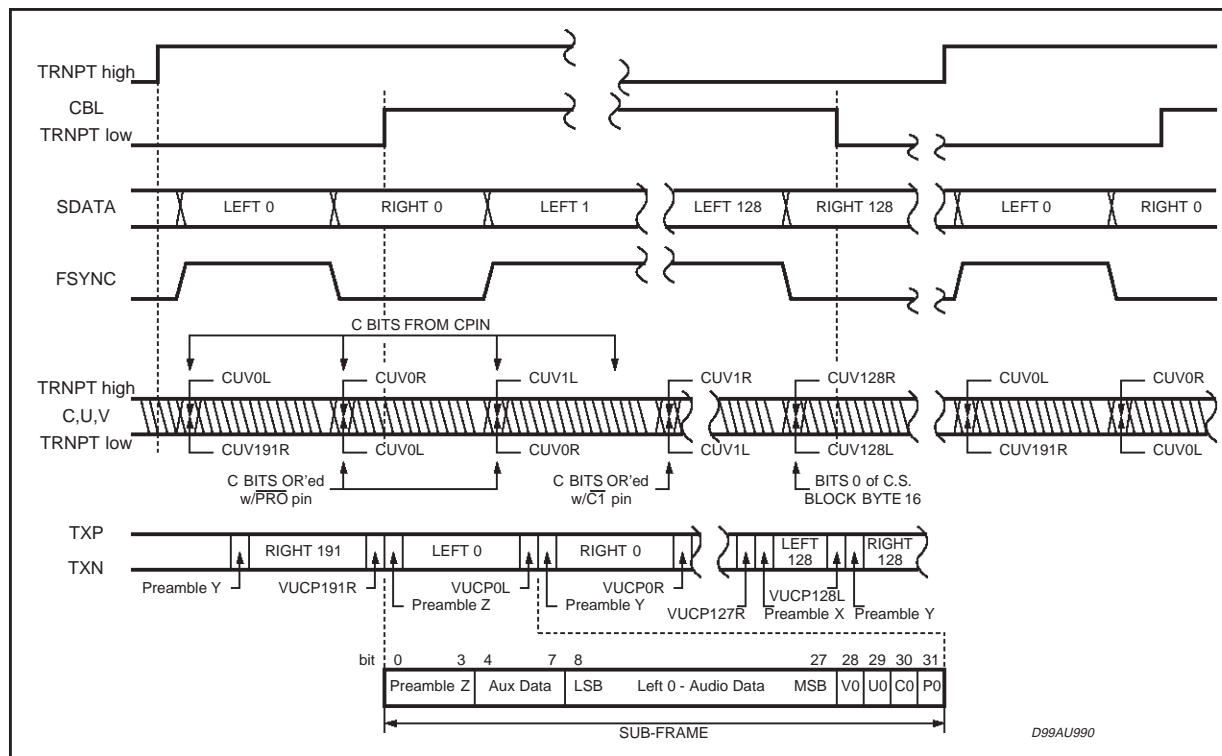 TRNPT high
CBL
TRNPT low
SDATA
LEFT 0 RIGHT 0 LEFT 1 LEFT 128 RIGHT 128 LEFT 0 RIGHT 0
FSYNC
C BITS FROM CPIN
CUV0L CUV0R CUV1L CUV1R CUV128R CUV0L CUV0R
TRNPT high
C,U,V
TRNPT low
CUV191R CUV0L CUV0R CUV1L CUV128L CUV191R CUV0L
C BITS OR'ed
w/PRO pin
C BITS OR'ed
w/C1 pin
BITS 0 of C.S.
BLOCK BYTE 16
TXP
TXN
RIGHT 191 LEFT 0 RIGHT 0
LEFT
128
RIGHT
128
Preamble Y VUCP191R VUCP0L VUCP0R VUCP128L
Preamble Z Preamble Y VUCP127R Preamble X Preamble Y
bit 0 3 4 7 8 27 28 29 30 31
Preamble Z Aux Data LSB Left 0 - Audio Data MSB V0 U0 C0 P0
SUB-FRAME
D99AU990